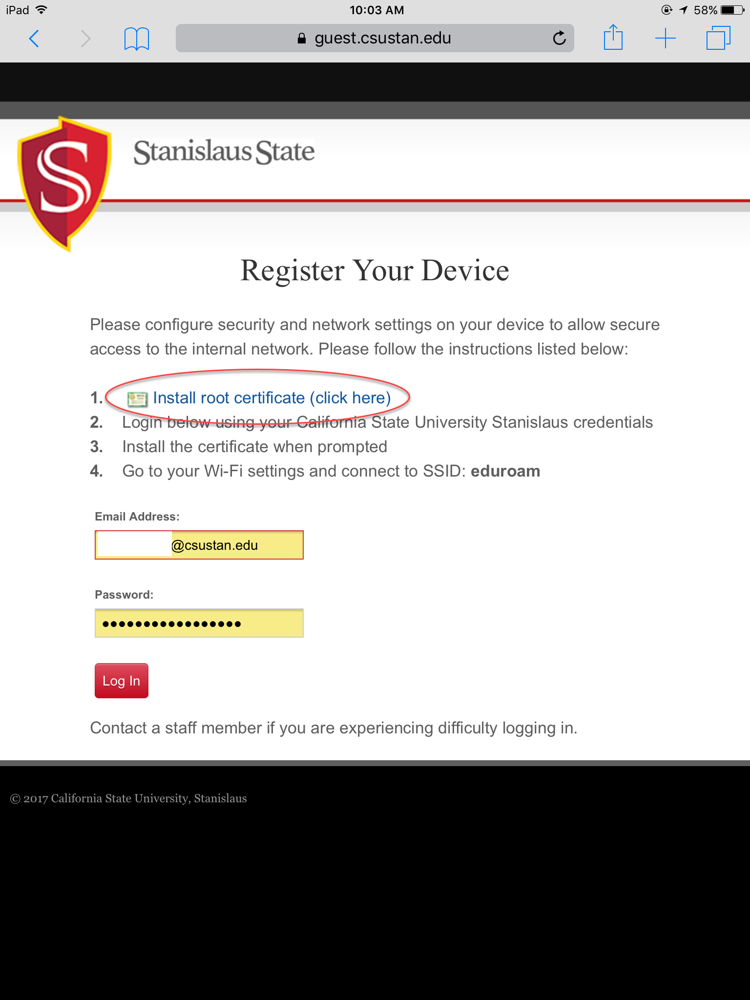 iPad
10:03 AM
58%
guest.csustan.edu
S
Stanislaus State
Register Your Device
Please configure security and network settings on your device to allow secure
access to the internal network. Please follow the instructions listed below:
1. Install root certificate (click here)
2. Login below using your California State University Stanislaus credentials
3. Install the certificate when prompted
4. Go to your Wi-Fi settings and connect to SSID: eduroam
Email Address:
@csustan.edu
Password:
•••••••••••••••••
Log In
Contact a staff member if you are experiencing difficulty logging in.
© 2017 California State University, Stanislaus